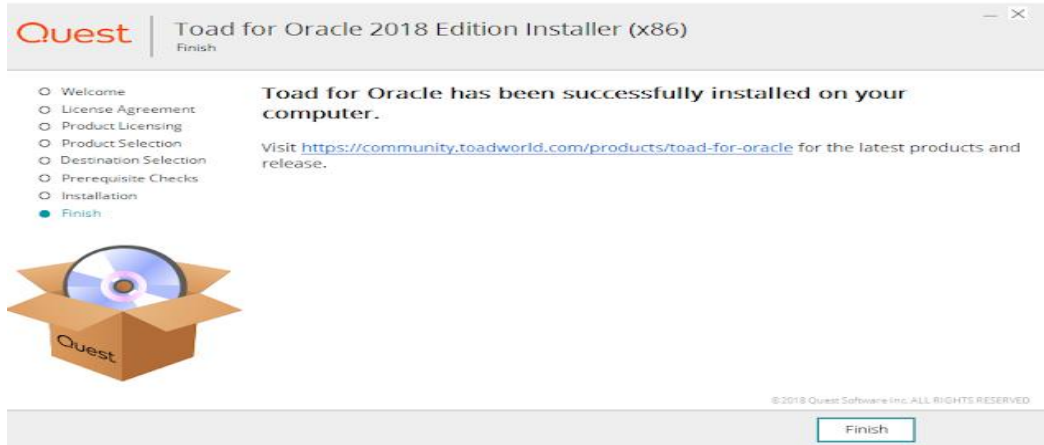 Quest
Toad for Oracle 2018 Edition Installer (x86)
Finish
Welcome
License Agreement
Product Licensing
Product Selection
Destination Selection
Prerequisite Checks
Installation
Finish
Toad for Oracle has been successfully installed on your
computer.
Visit https://community.toadworld.com/products/toad-for-oracle for the latest products and
release.
Quest
©2018 Quest Software Inc. ALL RIGHTS RESERVED
Finish